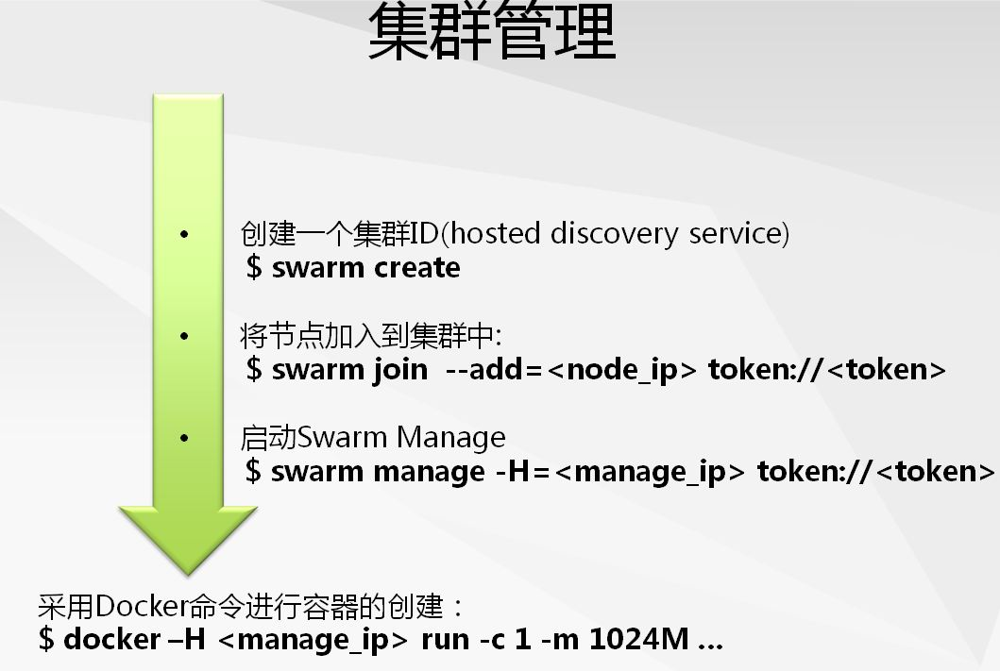 集群管理
• 创建一个集群ID(hosted discovery service)
$ swarm create
• 将节点加入到集群中:
$ swarm join --add=<node_ip> token://<token>
• 启动Swarm Manage
$ swarm manage -H=<manage_ip> token://<token>
采用Docker命令进行容器的创建：
$ docker –H <manage_ip> run -c 1 -m 1024M ...